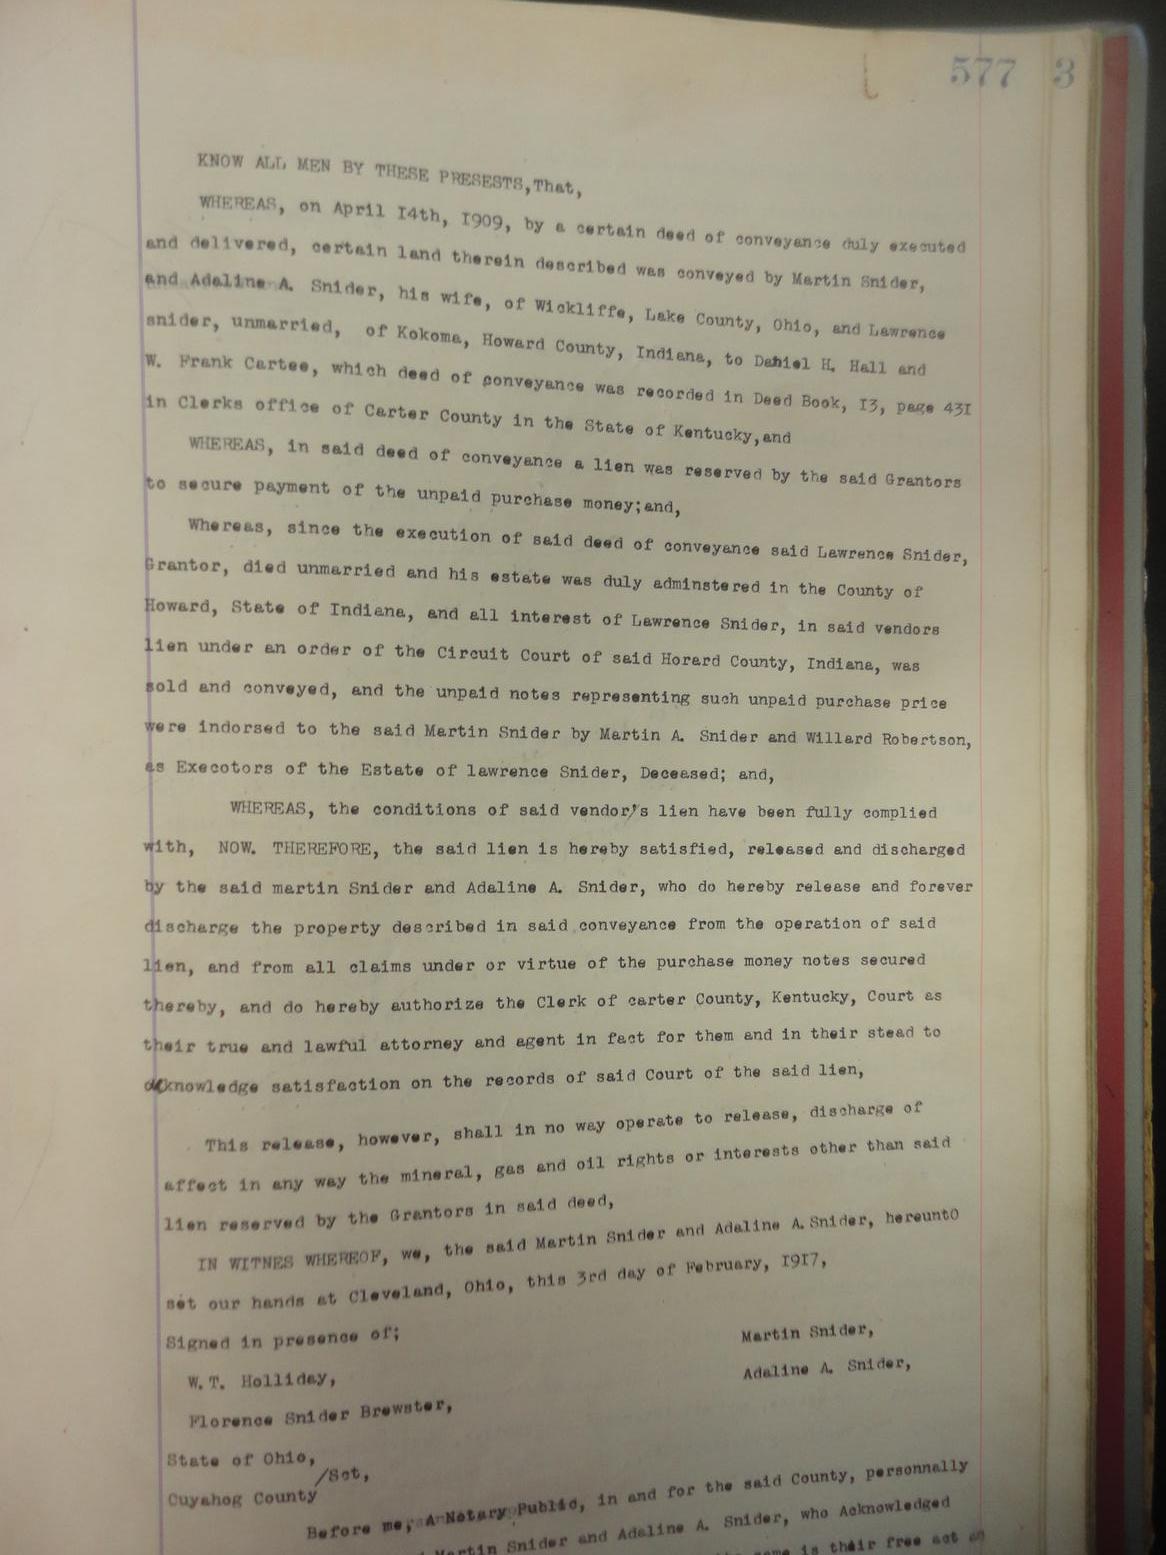 577 3
KNOW ALL MEN BY THESE PRESESTS,That,
WHEREAS, on April I4th, I909, by a certain deed of conveyance duly executed
and delivered, certain land therein described was conveyed by Martin Snider,
and Adaline A. Snider, his wife, of Wickliffe, Lake County, Ohio, and Lawrence
snider, unmarried, of Kokoma, Howard County, Indiana, to Daniel H. Hall and
W. Frank Cartee, which deed of conveyance was recorded in Deed Book, I3, page 43I
in Clerks office of Carter County in the State of Kentucky,and
WHEREAS, in said deed of conveyance a lien was reserved by the said Grantors
to secure payment of the unpaid purchase money;and,
Whereas, since the execution of said deed of conveyance said Lawrence Snider,
Grantor, died unmarried and his estate was duly adminstered in the County of
Howard, State of Indiana, and all interest of Lawrence Snider, in said vendors
lien under an order of the Circuit Court of said Horard County, Indiana, was
sold and conveyed, and the unpaid notes representing such unpaid purchase price
were indorsed to the said Martin Snider by Martin A. Snider and Willard Robertson,
as Execotors of the Estate of lawrence Snider, Deceased; and,
WHEREAS, the conditions of said vendor's lien have been fully complied
with, NOW. THEREFORE, the said lien is hereby satisfied, released and discharged
by the said martin Snider and Adaline A. Snider, who do hereby release and forever
discharge the property described in said conveyance from the operation of said
lien, and from all claims under or virtue of the purchase money notes secured
thereby, and do hereby authorize the Clerk of carter County, Kentucky, Court as
their true and lawful attorney and agent in fact for them and in their stead to
acknowledge satisfaction on the records of said Court of the said lien,
This release, however, shall in no way operate to release, discharge of
affect in any way the mineral, gas and oil rights or interests other than said
lien reserved by the Grantors in said deed,
IN WITNES WHEREOF, we, the said Martin Snider and Adaline A. Snider, hereuntO
set our hands at Cleveland, Ohio, this 3rd day of February, I9I7,
Signed in presence of; Martin Snider,
W.T. Holliday, Adaline A. Snider,
Florence Snider Brewster,
State of Ohio,
/Sct,
Cuyahog County
Before me, A Notary Public, in and for the said County, personnally
Martin Snider and Adaline A. Snider, who Acknowledged
same is their free act an